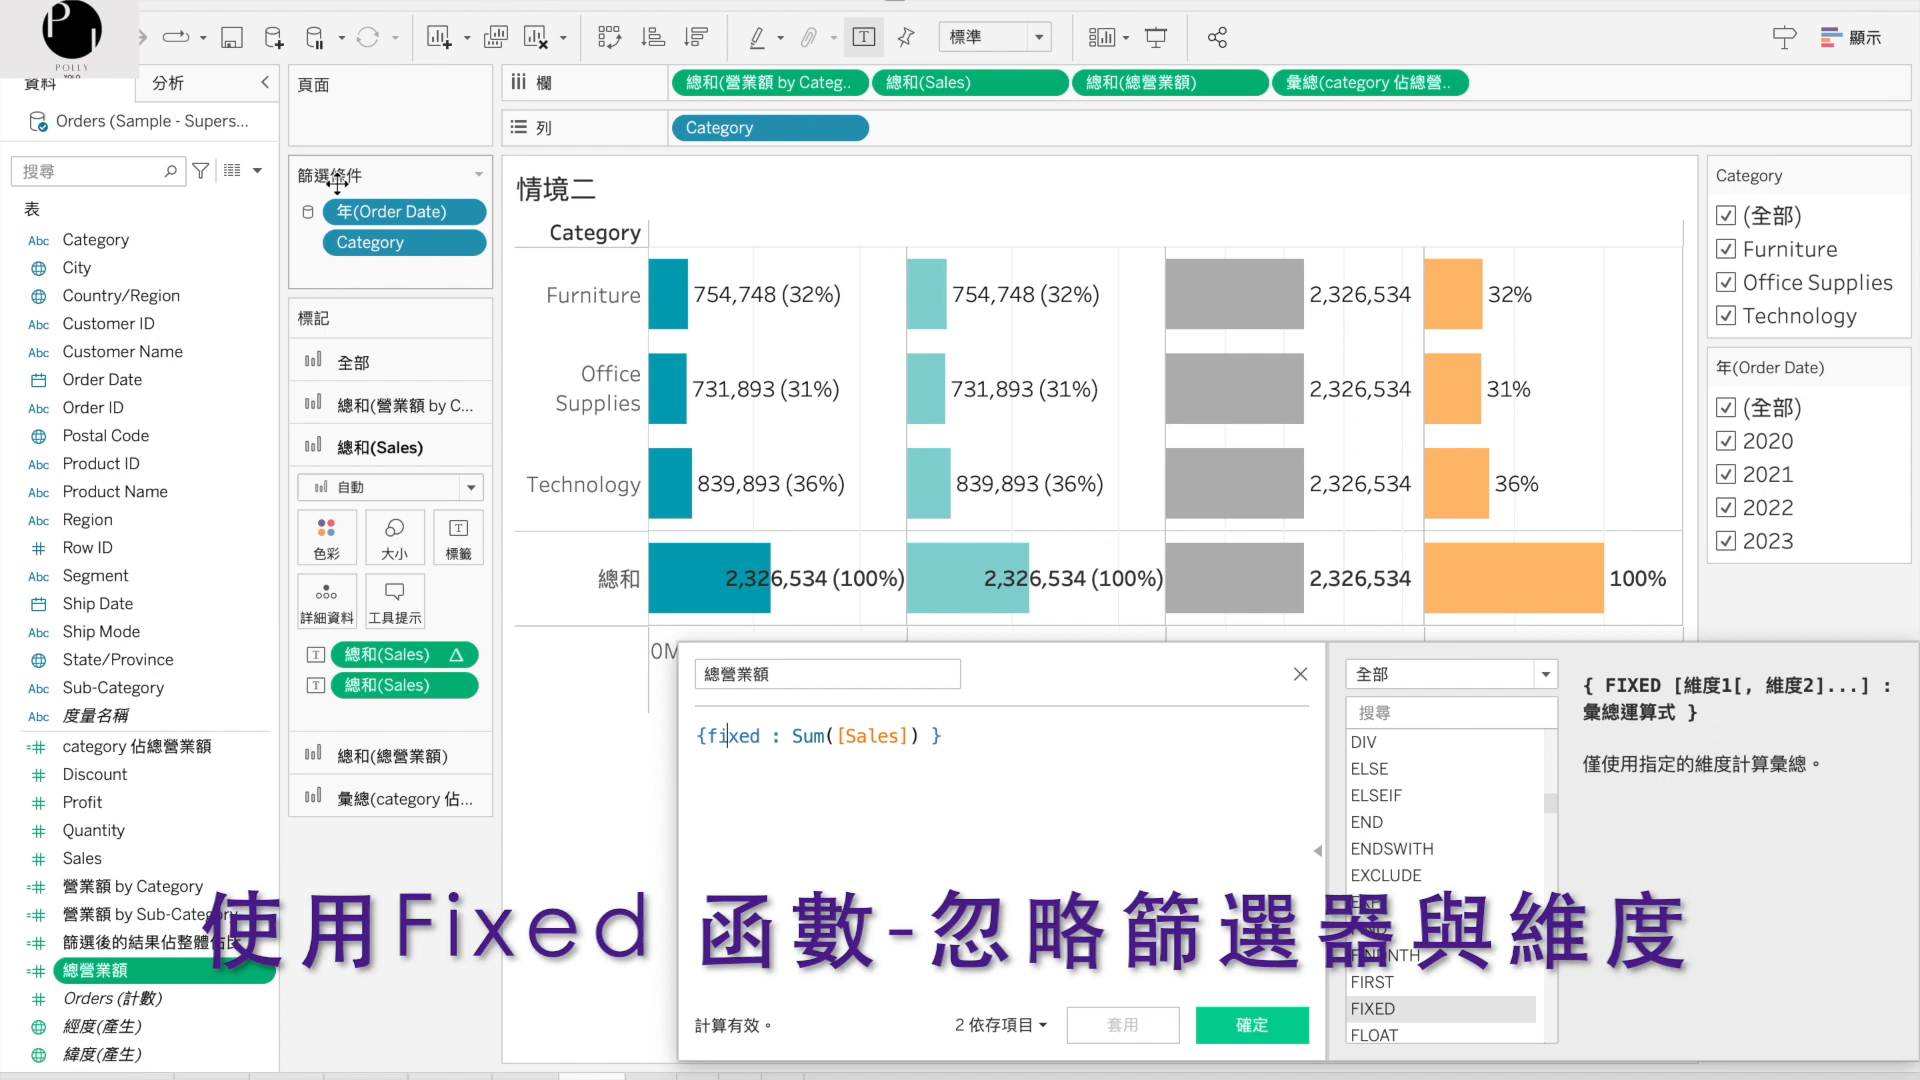 POLLY
標準
顯示
資料
分析
頁面
欄
總和(營業額 by Categ..
總和(Sales)
總和(總營業額)
彙總(category 佔總營..
Orders (Sample - Supers...
列
Category
搜尋
篩選條件
年(Order Date)
Category
表
Category
City
Country/Region
Customer ID
Customer Name
Order Date
Order ID
Postal Code
Product ID
Product Name
Region
Row ID
Segment
Ship Date
Ship Mode
State/Province
Sub-Category
度量名稱
category 佔總營業額
Discount
Profit
Quantity
Sales
營業額 by Category
營業額 by Sub-Category
篩選後的結果佔整體佔比
總營業額
Orders (計數)
經度(產生)
緯度(產生)
標記
全部
總和(營業額 by C...
總和(Sales)
自動
色彩
大小
標籤
詳細資料
工具提示
總和(Sales)
總和(Sales)
總和(總營業額)
彙總(category 佔...
情境二
Category
Furniture
754,748 (32%)
754,748 (32%)
2,326,534
32%
Office Supplies
731,893 (31%)
731,893 (31%)
2,326,534
31%
Technology
839,893 (36%)
839,893 (36%)
2,326,534
36%
總和
2,326,534 (100%)
2,326,534 (100%)
2,326,534
100%
0M
Category
(全部)
Furniture
Office Supplies
Technology
年(Order Date)
(全部)
2020
2021
2022
2023
總營業額
{fixed : Sum([Sales]) }
計算有效。
2 依存項目
套用
確定
全部
搜尋
DIV
ELSE
ELSEIF
END
ENDSWITH
EXCLUDE
FIRST
FIXED
FLOAT
{ FIXED [維度1[, 維度2]...] :
彙總運算式 }
僅使用指定的維度計算彙總。
使用Fixed 函數-忽略篩選器與維度